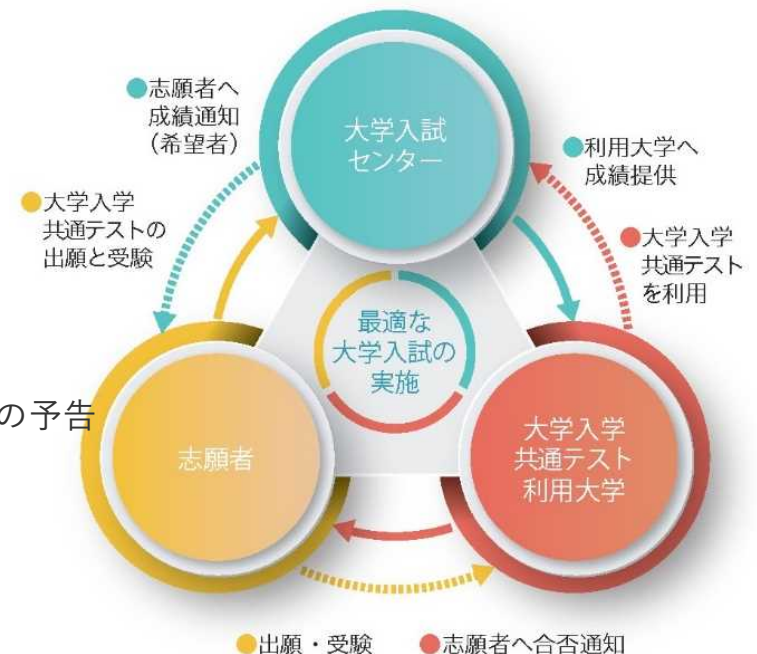 ●志願者へ
成績通知
（希望者）
大学入試
センター
●利用大学へ
成績提供
●大学入学
共通テストの
出願と受験
●大学入学
共通テスト
を利用
最適な
大学入試の
実施
の予告
志願者
大学入学
共通テスト
利用大学
●出願・受験
●志願者へ合否通知